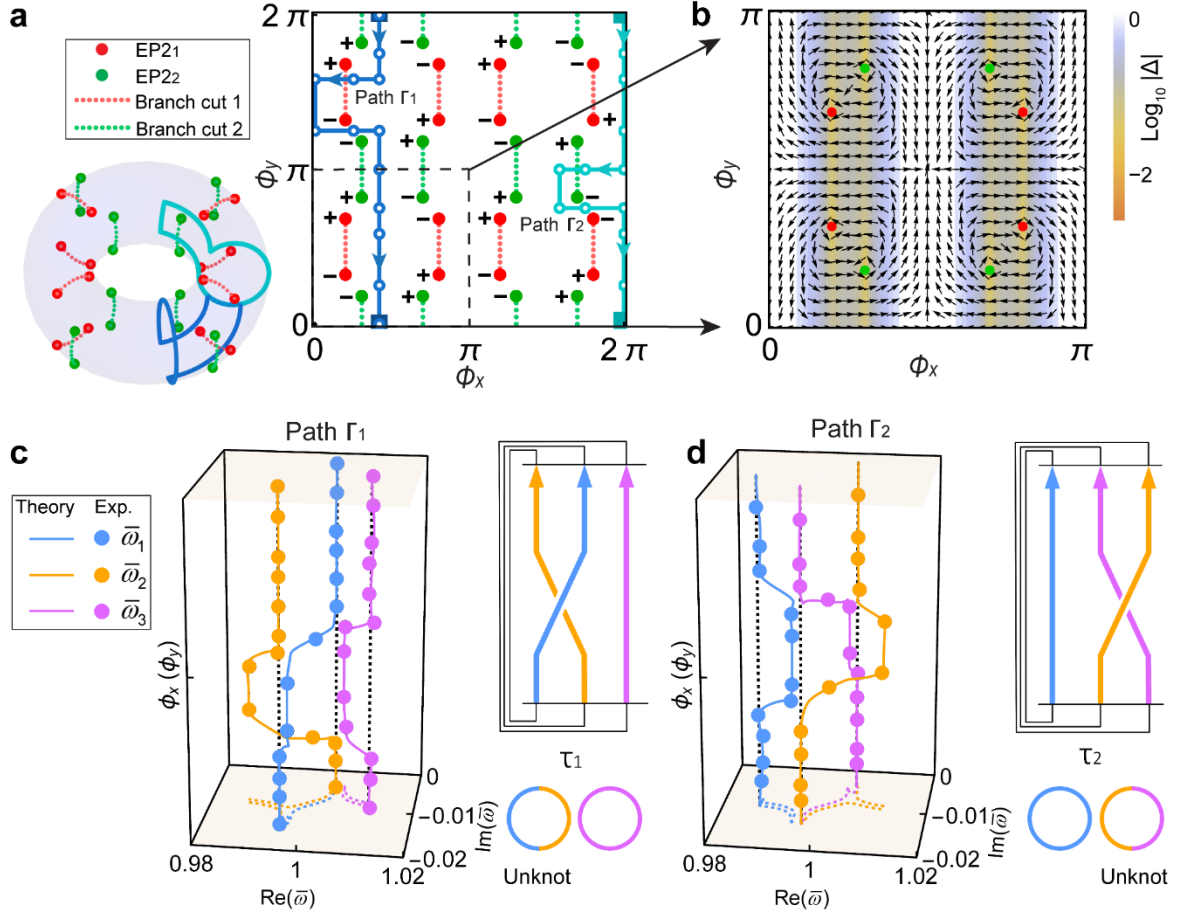 a
EP2₁
EP2₂
Branch cut 1
Branch cut 2
2π
π
0
ϕy
+ − + −
+ − + −
Path Γ₁
− + − +
− + − +
− + − −
Path Γ₂
+ − + −
− + − +
− + − +
0 π 2π
ϕx
b
π
ϕy
0
0 π
ϕx
0
−2
Log₁₀ |Δ|
c
Path Γ₁
Theory Exp.
ω̄₁
ω̄₂
ω̄₃
ϕx (ϕy)
0
−0.01
−0.02
Im(ω̄)
0.98
1
1.02
Re(ω̄)
τ₁
Unknot
d
Path Γ₂
ϕx (ϕy)
0
−0.01
−0.02
Im(ω̄)
0.98
1
1.02
Re(ω̄)
τ₂
Unknot